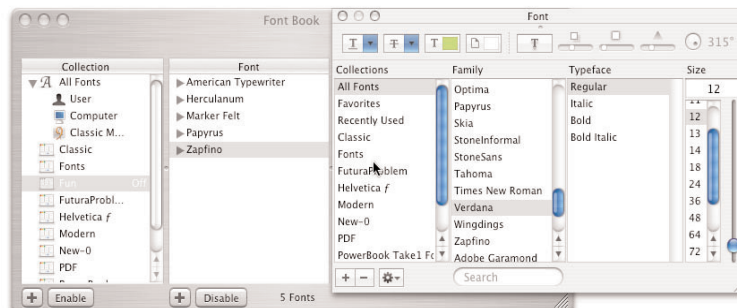 Font Book
Collection
All Fonts
User
Computer
Classic M...
Classic
Fonts
Fun Off
FuturaProbl...
Helvetica f
Modern
New-0
PDF
Enable
Font
American Typewriter
Herculanum
Marker Felt
Papyrus
Zapfino
Disable
5 Fonts
Font
T T T T
315°
Collections
All Fonts
Favorites
Recently Used
Classic
Fonts
FuturaProblem
Helvetica f
Modern
New-0
PDF
PowerBook Take1 Fc
Family
Optima
Papyrus
Skia
StoneInformal
StoneSans
Tahoma
Times New Roman
Verdana
Wingdings
Zapfino
Adobe Garamond
Search
Typeface
Regular
Italic
Bold
Bold Italic
Size
12
11
12
13
14
18
24
36
48
64
72